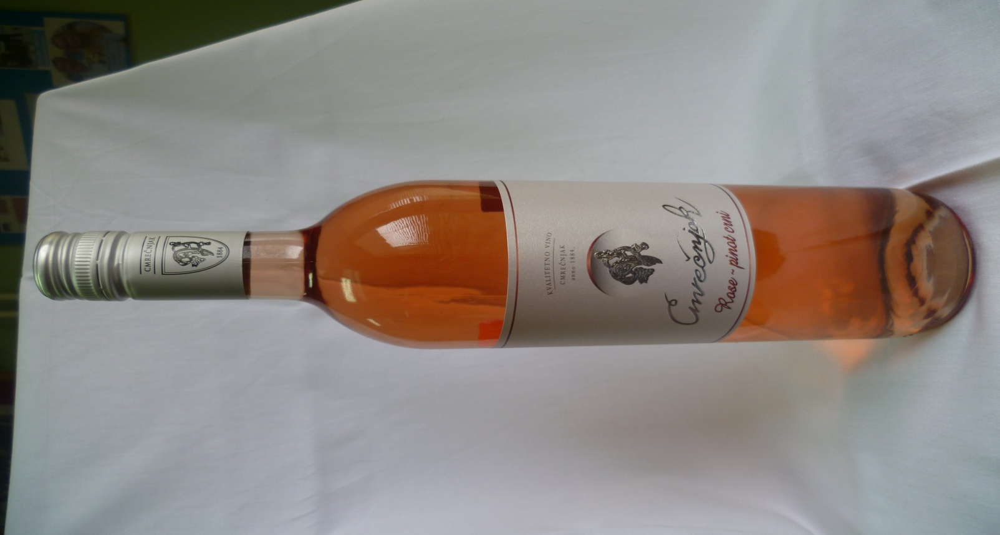 CMREČNJAK
1884
KVALITETNO VINO
CMREČNJAK
anno 1884.
Cmrečnjak
Rose ~ pinot crni